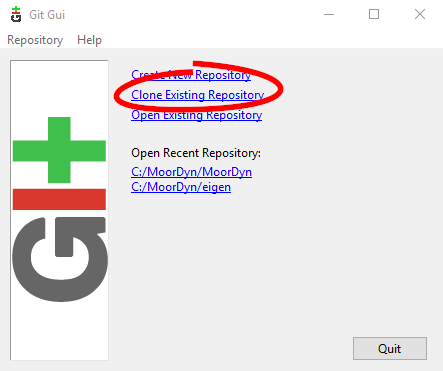 Git Gui
Repository Help
Create New Repository
Clone Existing Repository
Open Existing Repository
Open Recent Repository:
C:/MoorDyn/MoorDyn
C:/MoorDyn/eigen
Git
Quit